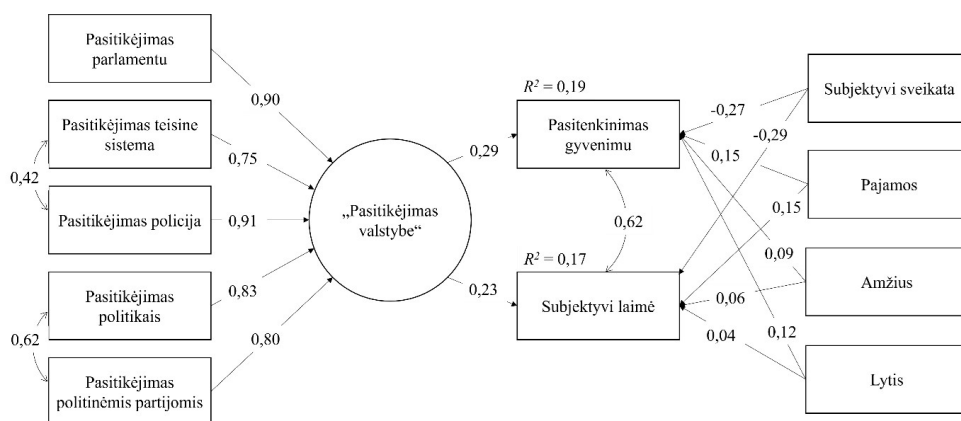 Pasitikėjimas
parlamentu
Pasitikėjimas teisine
sistema
Pasitikėjimas policija
Pasitikėjimas
politikais
Pasitikėjimas
politinėmis partijomis
0,42
0,62
0,90
0,75
0,91
0,83
0,80
„Pasitikėjimas
valstybe“
0,29
0,23
R² = 0,19
Pasitenkinimas
gyvenimu
0,62
R² = 0,17
Subjektyvi laimė
-0,27
-0,29
0,15
0,15
0,09
0,06
0,12
0,04
Subjektyvi sveikata
Pajamos
Amžius
Lytis